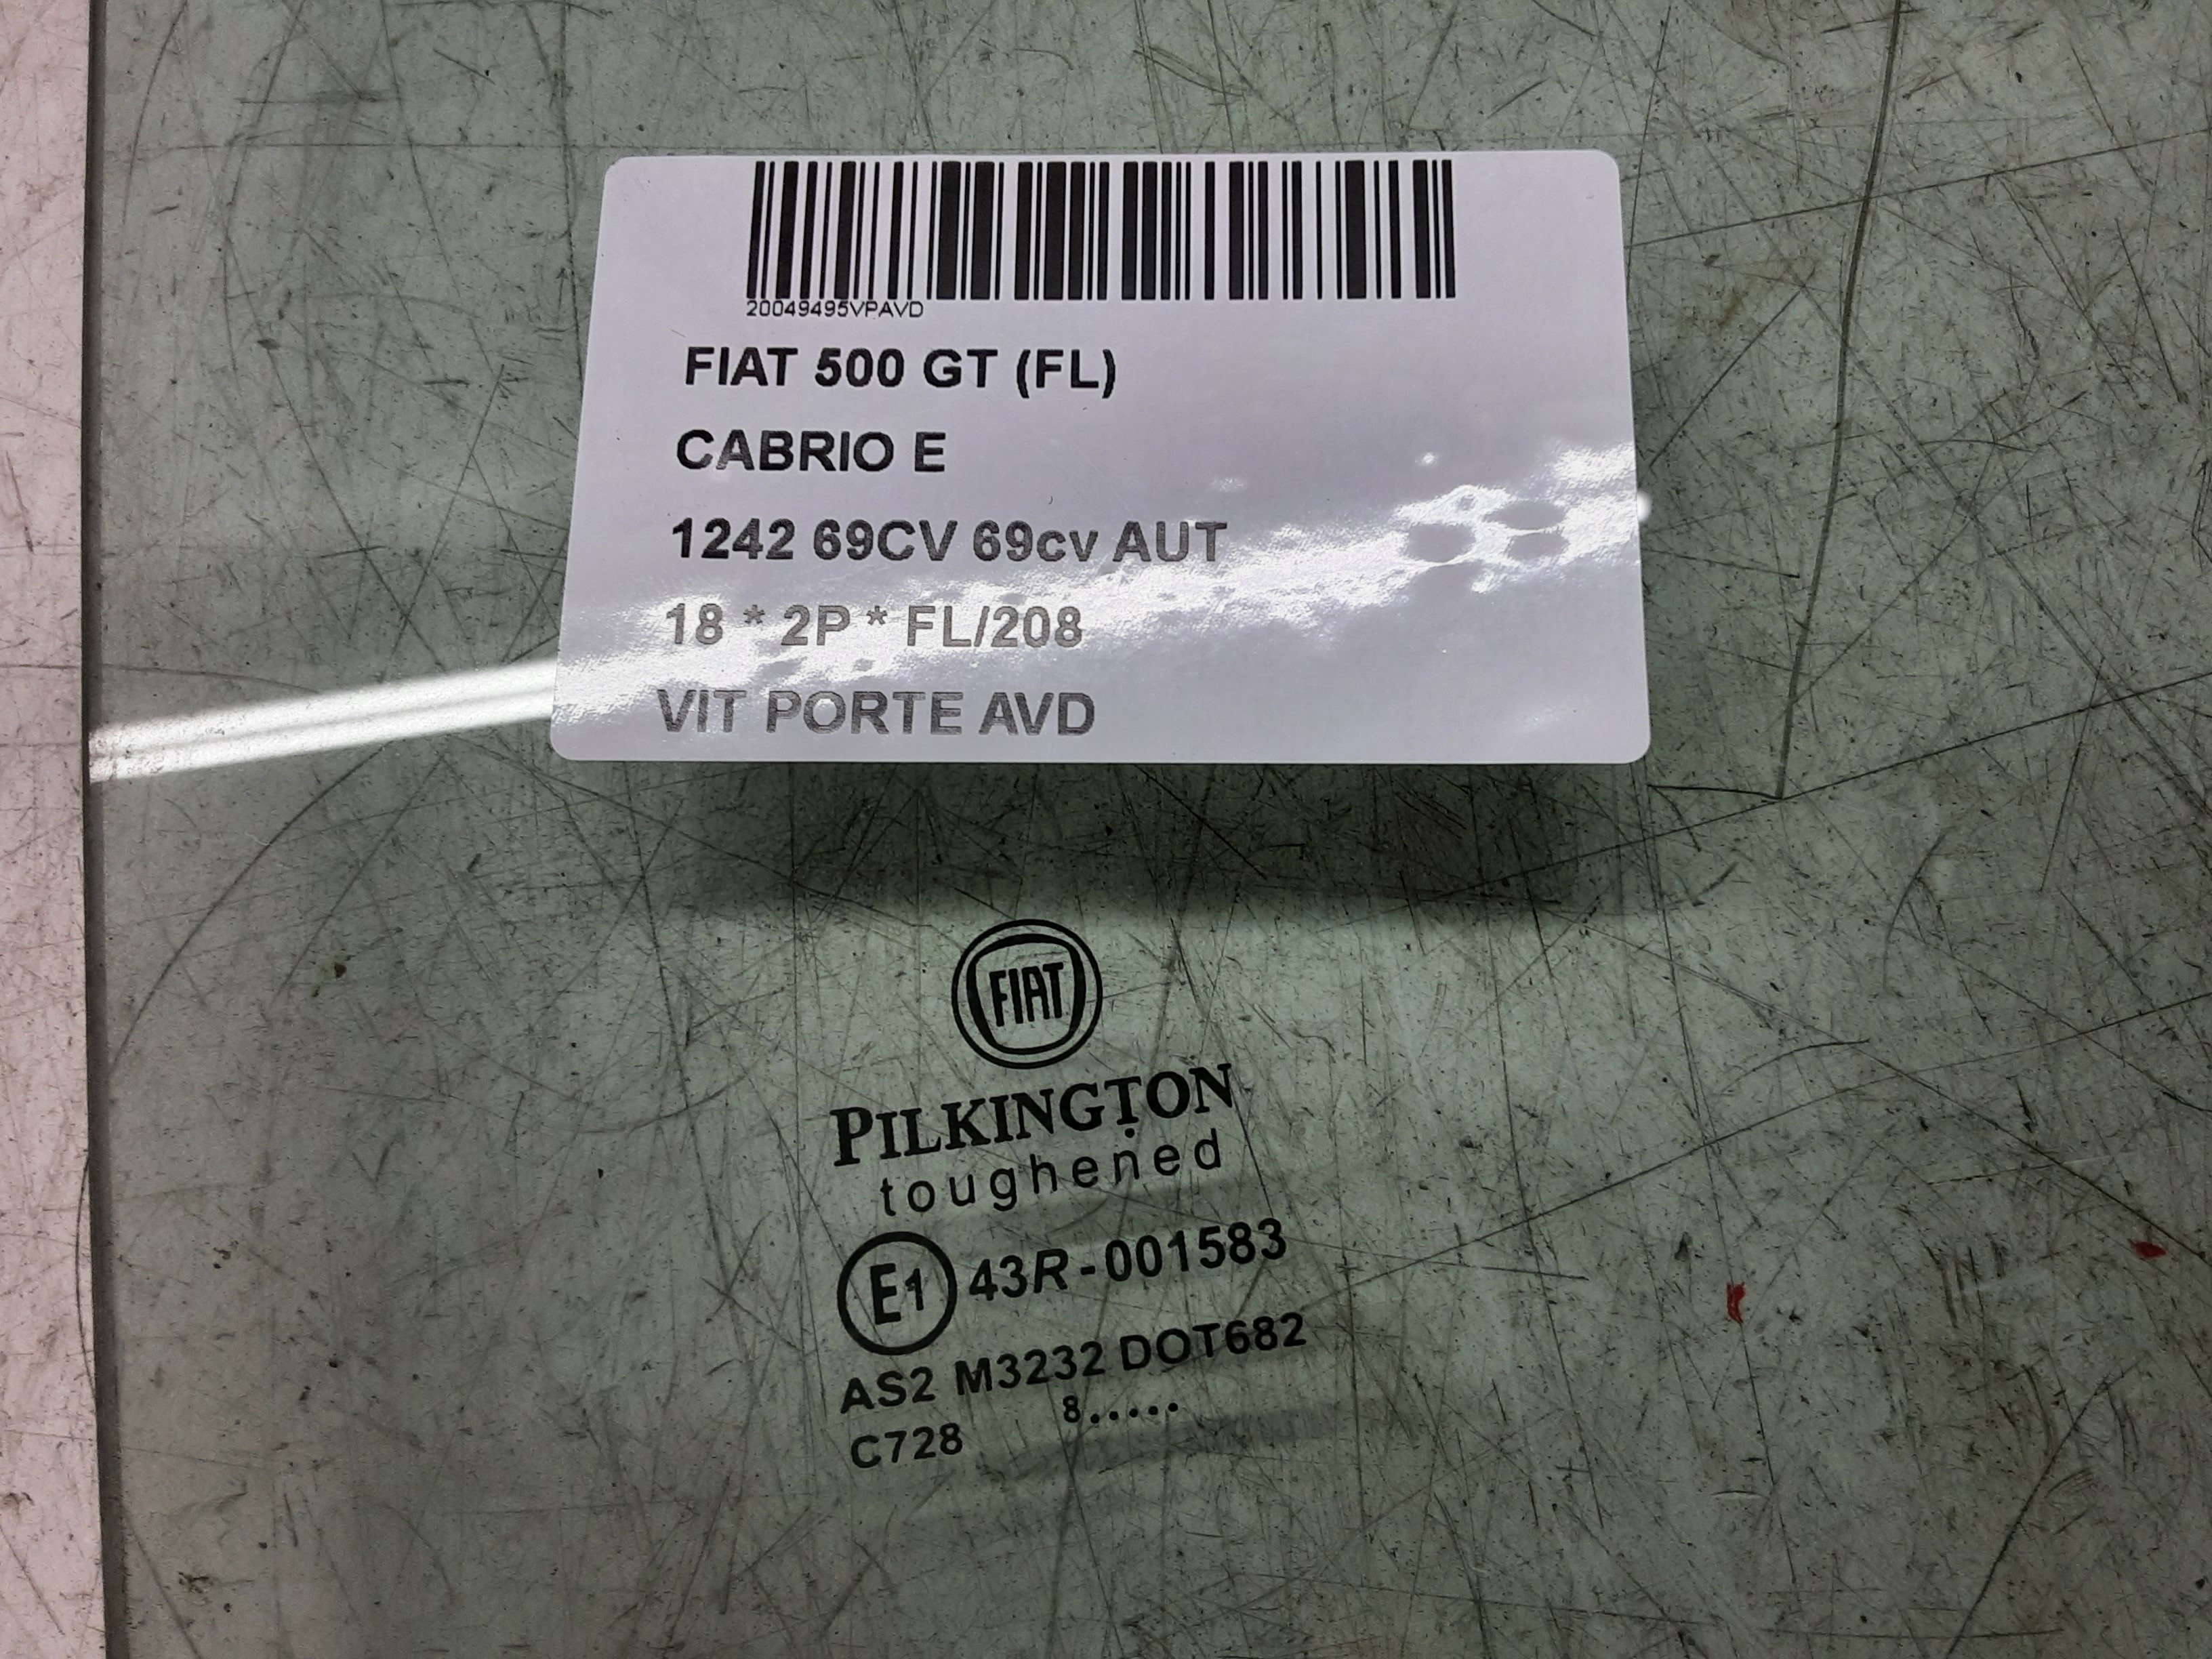 20049495VPAVD
FIAT 500 GT (FL)
CABRIO E
1242 69CV 69cv AUT
18 * 2P * FL/208
VIT PORTE AVD
FIAT
PILKINGTON
toughened
E1 43R-001583
AS2 M3232 DOT682
C728 8.....